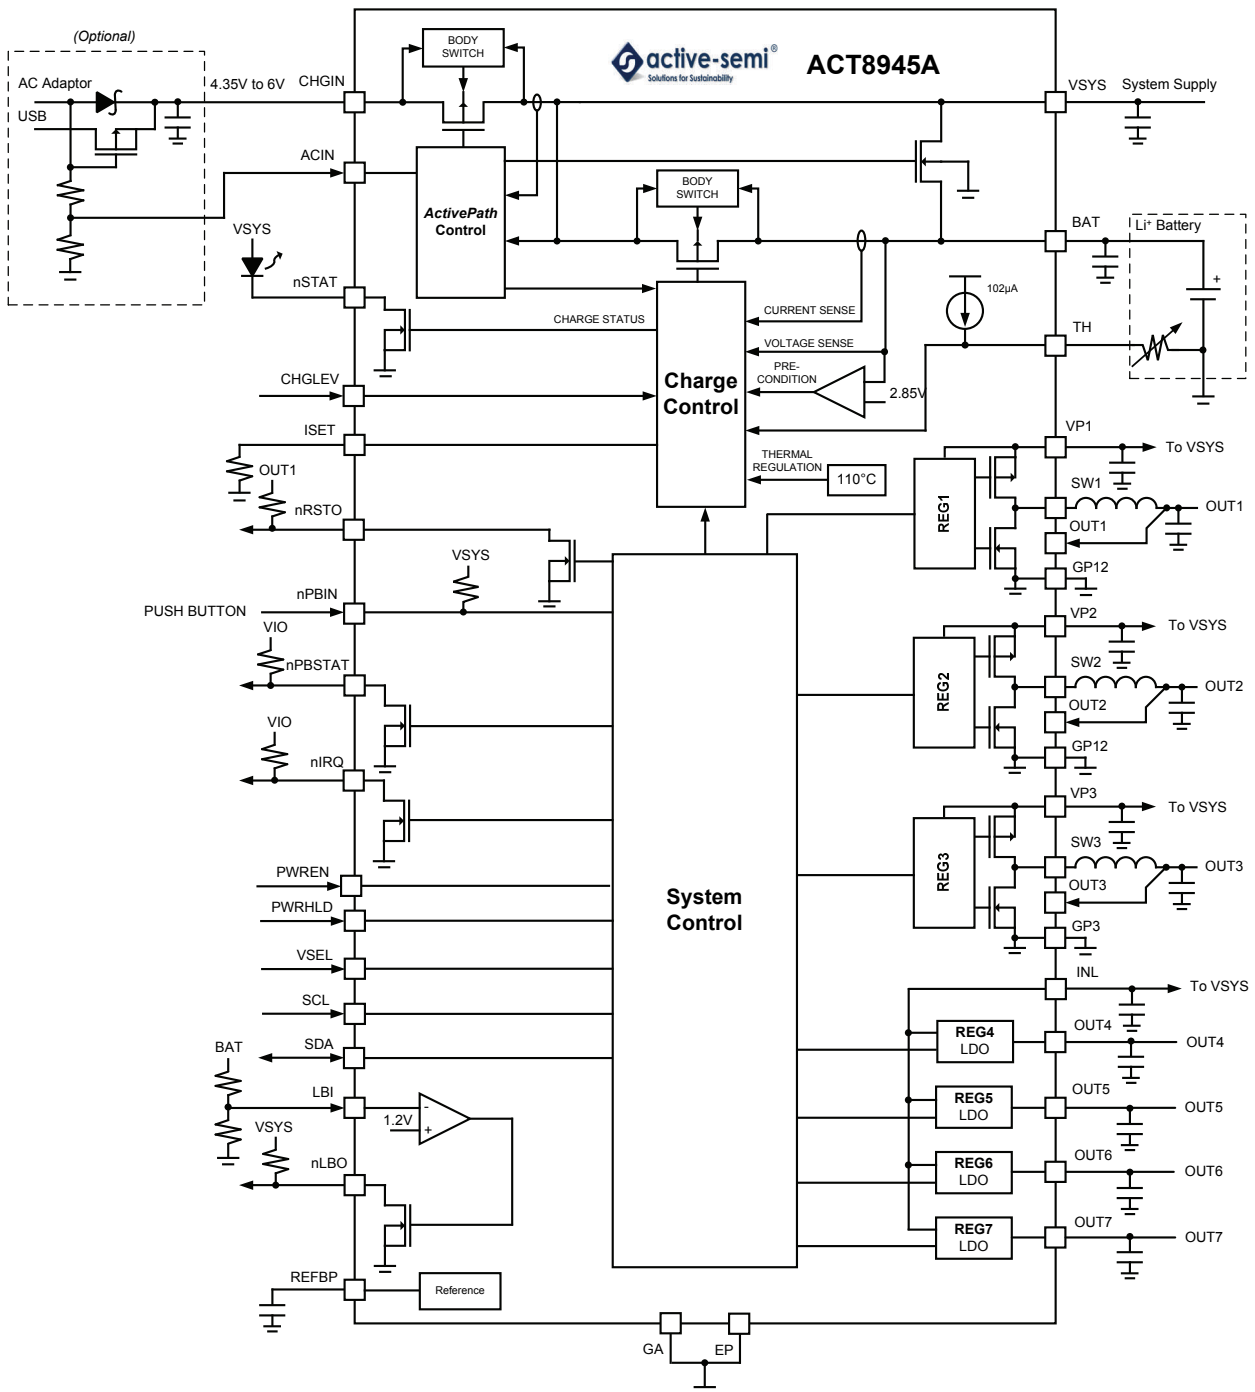 (Optional)
AC Adaptor
USB
4.35V to 6V
CHGIN
BODY
SWITCH
active-semi®
Solutions for Sustainability
ACT8945A
VSYS
System Supply
ACIN
ActivePath
Control
BODY
SWITCH
BAT
Li+ Battery
+
VSYS
nSTAT
CHARGE STATUS
CURRENT SENSE
102µA
TH
VOLTAGE SENSE
PRE-
CONDITION
2.85V
Charge
Control
CHGLEV
ISET
THERMAL
REGULATION
110°C
OUT1
nRSTO
VSYS
nPBIN
PUSH BUTTON
VIO
nPBSTAT
VIO
nIRQ
PWREN
PWRHLD
VSEL
SCL
SDA
BAT
LBI
1.2V
-
+
VSYS
nLBO
REFBP
Reference
System
Control
REG1
VP1
To VSYS
SW1
OUT1
OUT1
GP12
REG2
VP2
To VSYS
SW2
OUT2
OUT2
GP12
REG3
VP3
To VSYS
SW3
OUT3
OUT3
GP3
INL
To VSYS
REG4
LDO
OUT4
OUT4
REG5
LDO
OUT5
OUT5
REG6
LDO
OUT6
OUT6
REG7
LDO
OUT7
OUT7
GA
EP